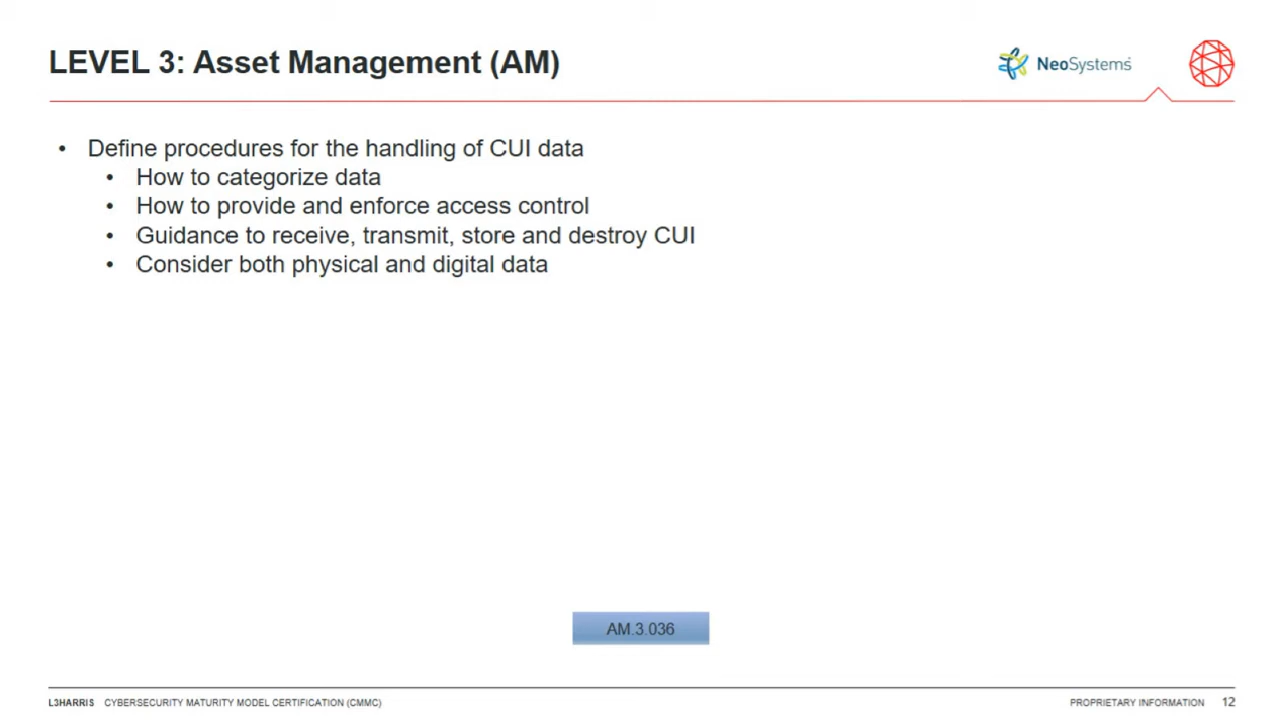 LEVEL 3: Asset Management (AM)
NeoSystems
• Define procedures for the handling of CUI data
• How to categorize data
• How to provide and enforce access control
• Guidance to receive, transmit, store and destroy CUI
• Consider both physical and digital data
AM.3.036
L3HARRIS CYBERSECURITY MATURITY MODEL CERTIFICATION (CMMC) PROPRIETARY INFORMATION 12